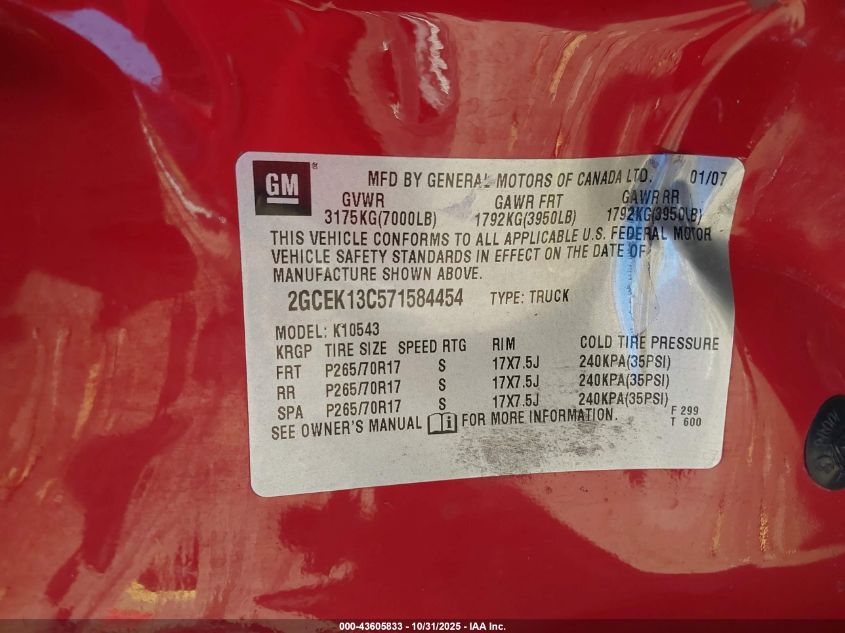 GM ®
MFD BY GENERAL MOTORS OF CANADA LTD. 01/07
GVWR GAWR FRT GAWR RR
3175KG(7000LB) 1792KG(3950LB) 1792KG(3950LB)
THIS VEHICLE CONFORMS TO ALL APPLICABLE U.S. FEDERAL MOTOR
VEHICLE SAFETY STANDARDS IN EFFECT ON THE DATE OF
MANUFACTURE SHOWN ABOVE.
2GCEK13C571584454 TYPE: TRUCK
MODEL: K10543
KRGP TIRE SIZE SPEED RTG RIM COLD TIRE PRESSURE
FRT P265/70R17 S 17X7.5J 240KPA(35PSI)
RR P265/70R17 S 17X7.5J 240KPA(35PSI)
SPA P265/70R17 S 17X7.5J 240KPA(35PSI)
SEE OWNER'S MANUAL i FOR MORE INFORMATION.
F 299
T 600
000-43605833 - 10/31/2025 - IAA Inc.